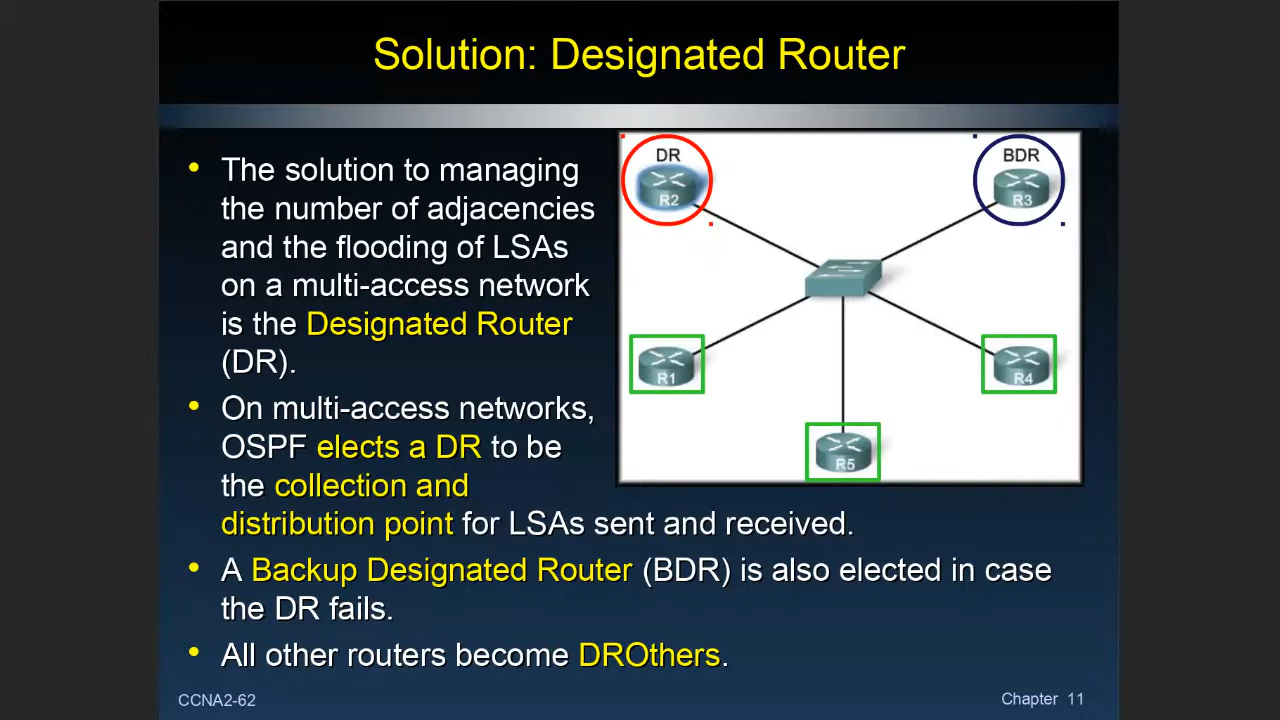 Solution: Designated Router
• The solution to managing
the number of adjacencies
and the flooding of LSAs
on a multi-access network
is the Designated Router
(DR).
• On multi-access networks,
OSPF elects a DR to be
the collection and
distribution point for LSAs sent and received.
• A Backup Designated Router (BDR) is also elected in case
the DR fails.
• All other routers become DROthers.
DR
R2
BDR
R3
R1
R4
R5
CCNA2-62
Chapter 11